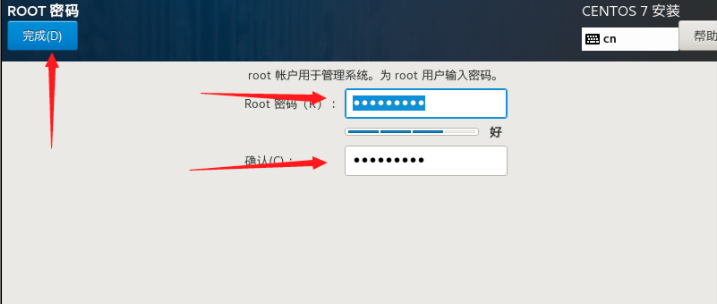 ROOT 密码
CENTOS 7 安装
完成(D)
cn
帮助
root 帐户用于管理系统。为 root 用户输入密码。
Root 密码（R）：
●●●●●●●●●
好
确认(C)：
●●●●●●●●●